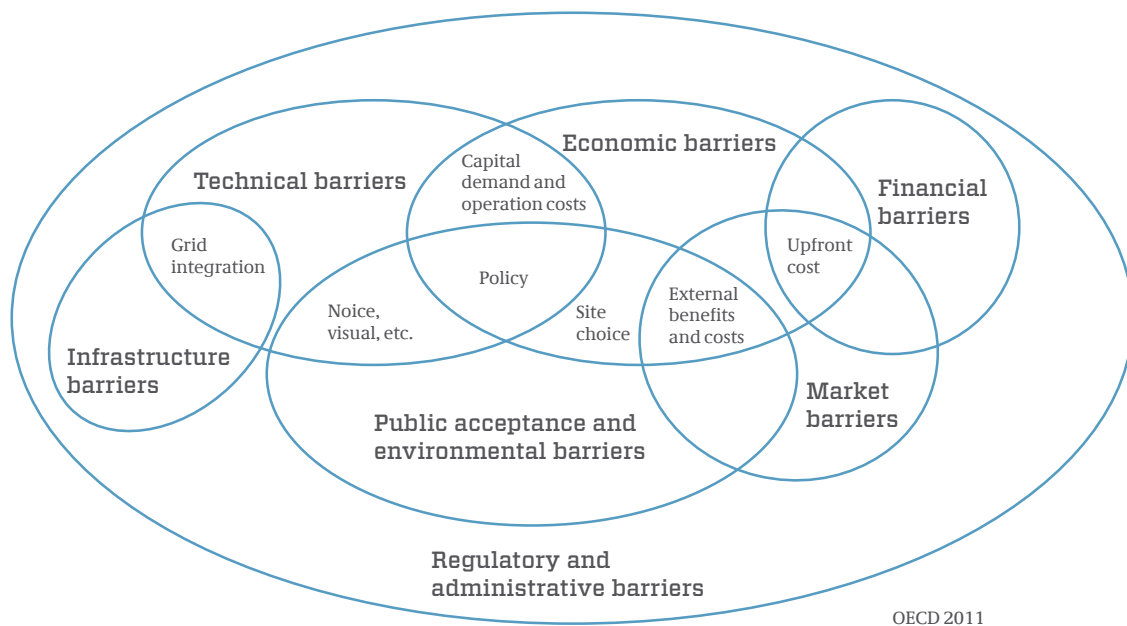 Economic barriers
Capital
demand and
operation costs
Technical barriers
Financial
barriers
Grid
integration
Upfront
cost
Policy
External
benefits
and costs
Noice,
visual, etc.
Site
choice
Infrastructure
barriers
Market
barriers
Public acceptance and
environmental barriers
Regulatory and
administrative barriers
OECD 2011